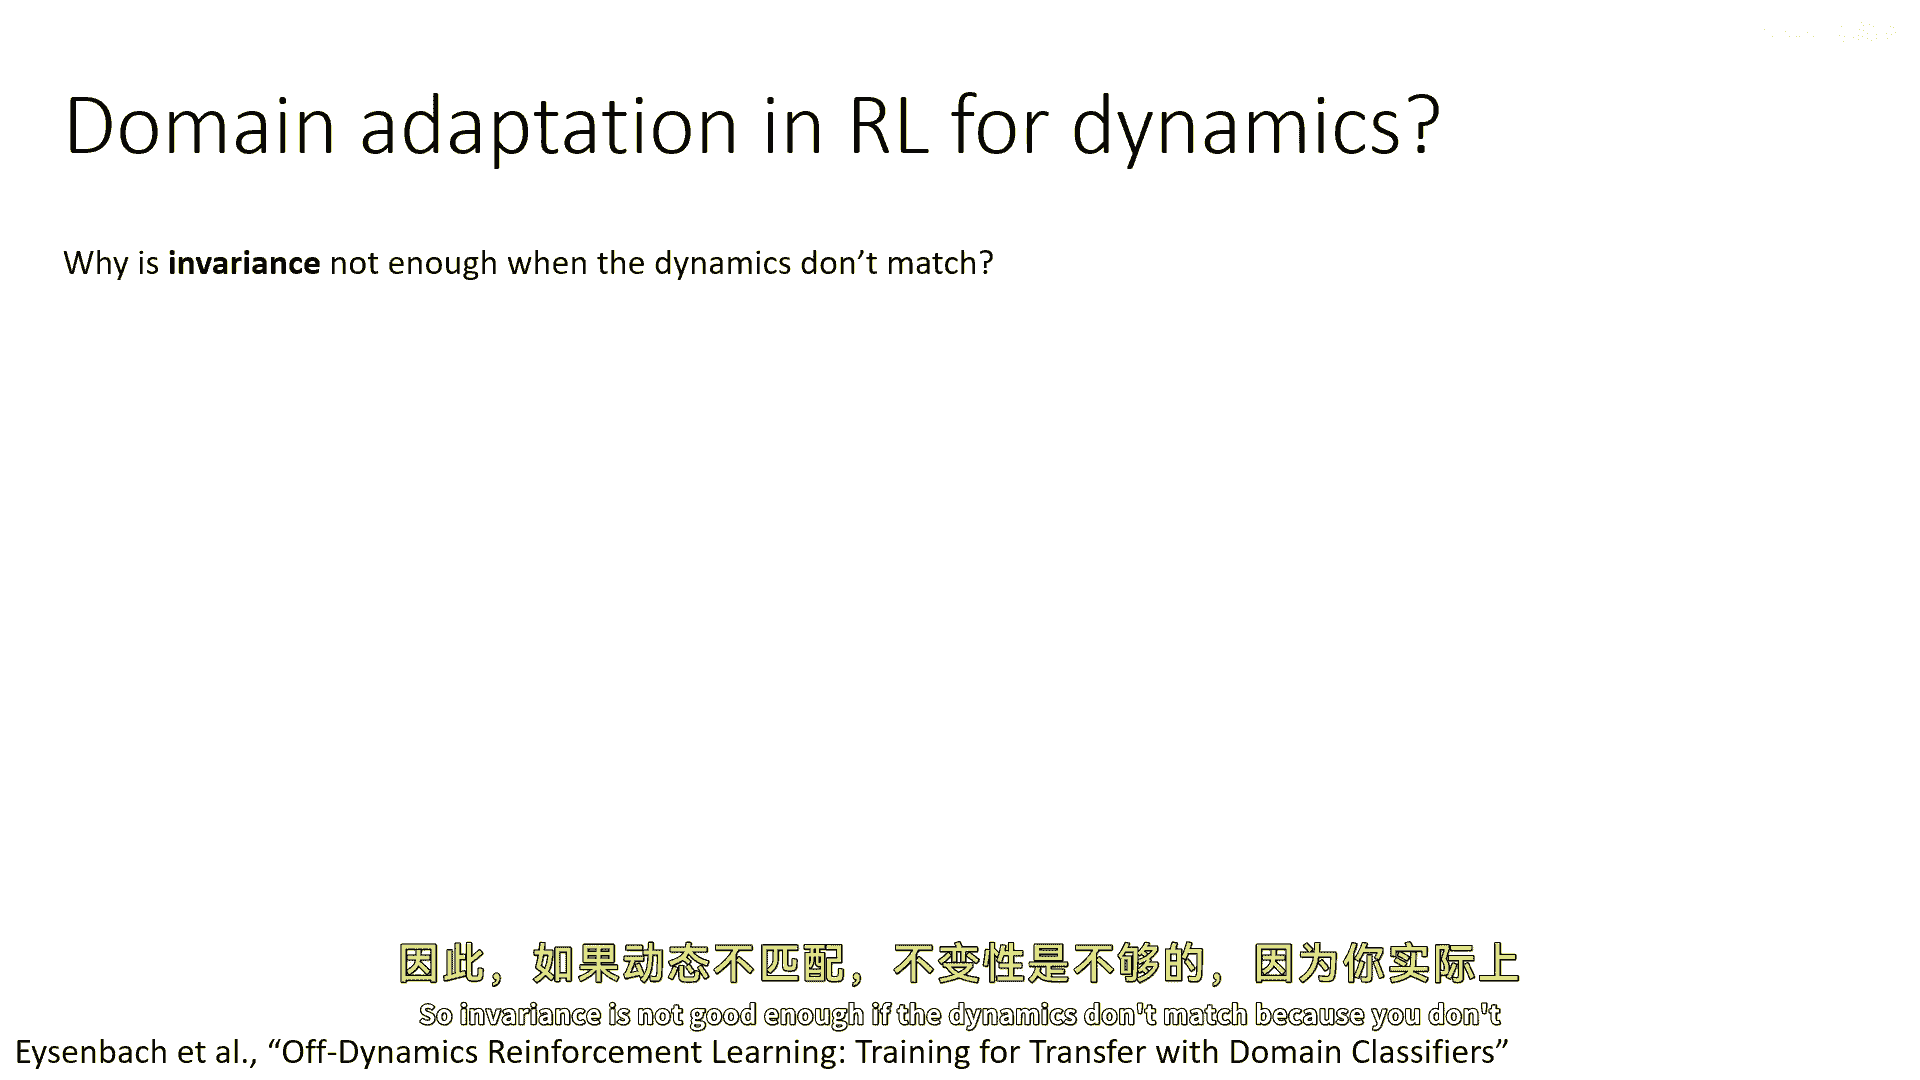 Domain adaptation in RL for dynamics?
Why is invariance not enough when the dynamics don’t match?
因此，如果动态不匹配，不变性是不够的，因为你实际上
So invariance is not good enough if the dynamics don't match because you don't
Eysenbach et al., “Off-Dynamics Reinforcement Learning: Training for Transfer with Domain Classifiers”